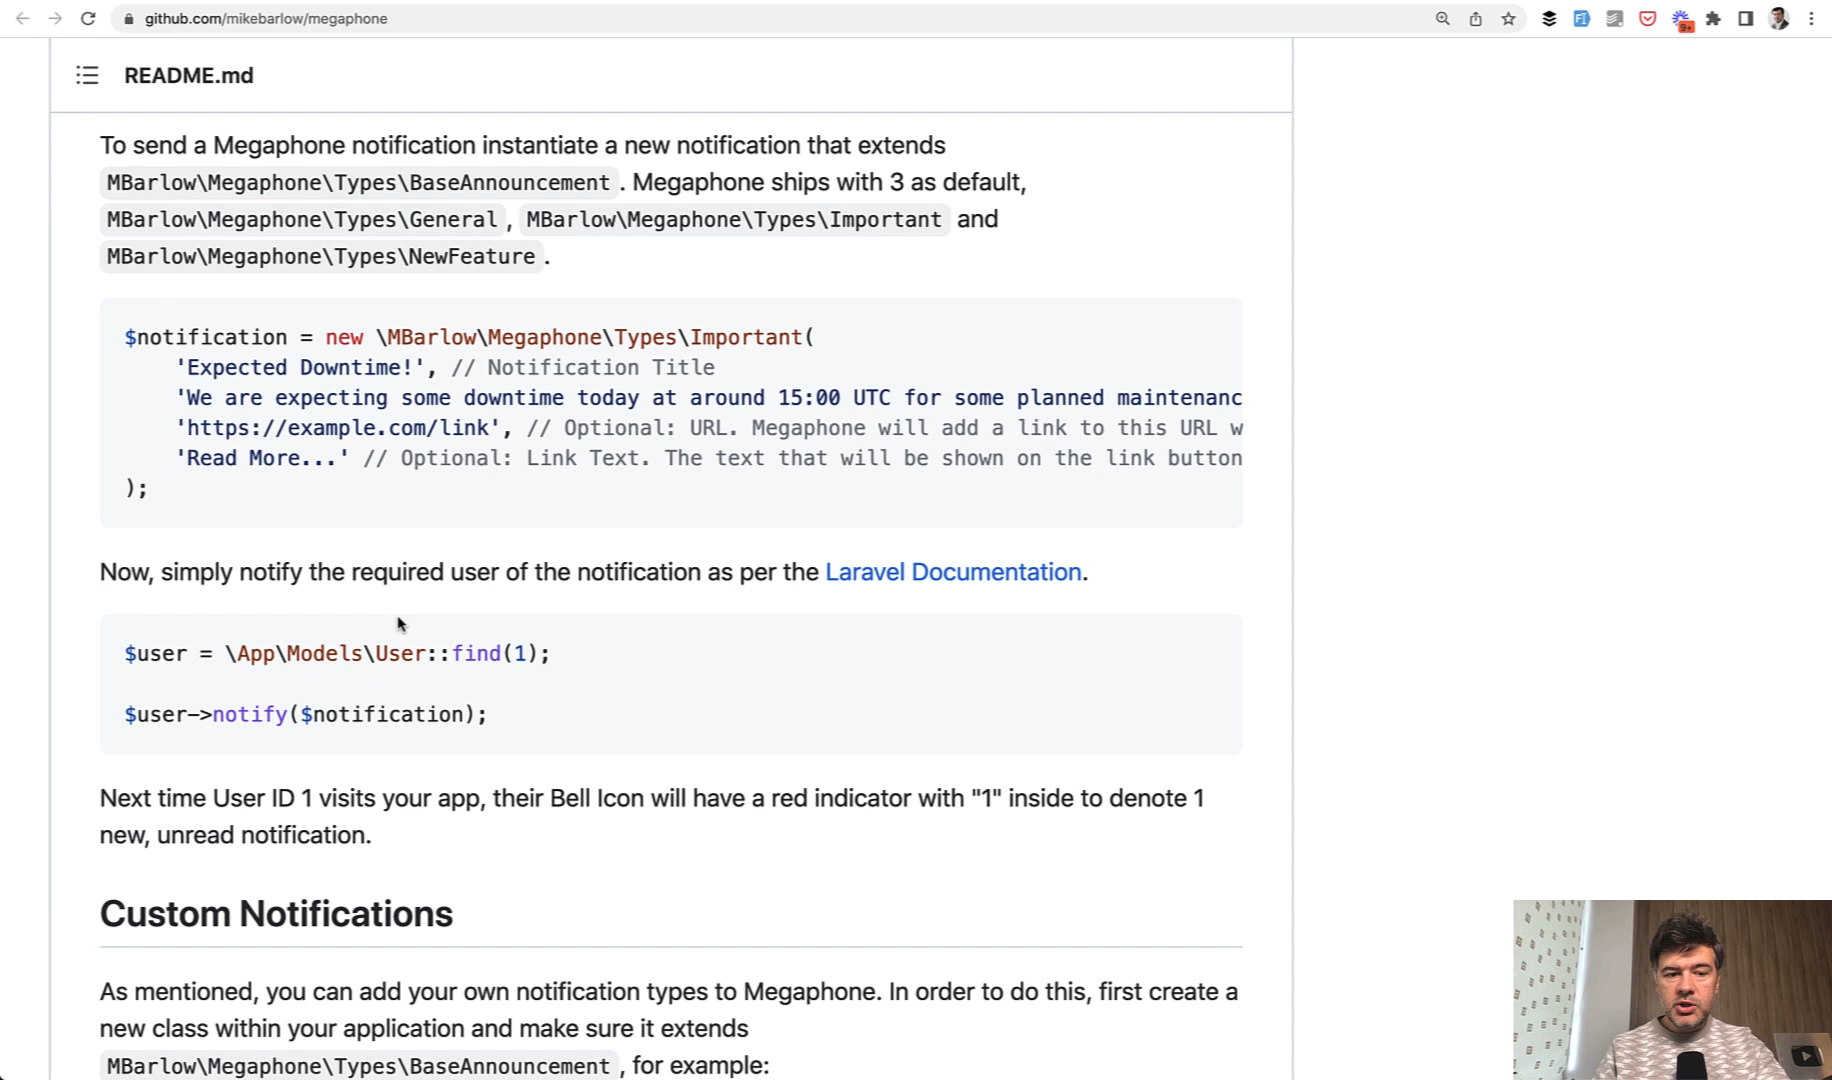 github.com/mikebarlow/megaphone
9+
README.md
To send a Megaphone notification instantiate a new notification that extends
MBarlow\Megaphone\Types\BaseAnnouncement . Megaphone ships with 3 as default,
MBarlow\Megaphone\Types\General , MBarlow\Megaphone\Types\Important and
MBarlow\Megaphone\Types\NewFeature .
$notification = new \MBarlow\Megaphone\Types\Important(
'Expected Downtime!', // Notification Title
'We are expecting some downtime today at around 15:00 UTC for some planned maintenanc
'https://example.com/link', // Optional: URL. Megaphone will add a link to this URL w
'Read More...' // Optional: Link Text. The text that will be shown on the link button
);
Now, simply notify the required user of the notification as per the Laravel Documentation.
$user = \App\Models\User::find(1);
$user->notify($notification);
Next time User ID 1 visits your app, their Bell Icon will have a red indicator with "1" inside to denote 1
new, unread notification.
Custom Notifications
As mentioned, you can add your own notification types to Megaphone. In order to do this, first create a
new class within your application and make sure it extends
MBarlow\Megaphone\Types\BaseAnnouncement , for example: